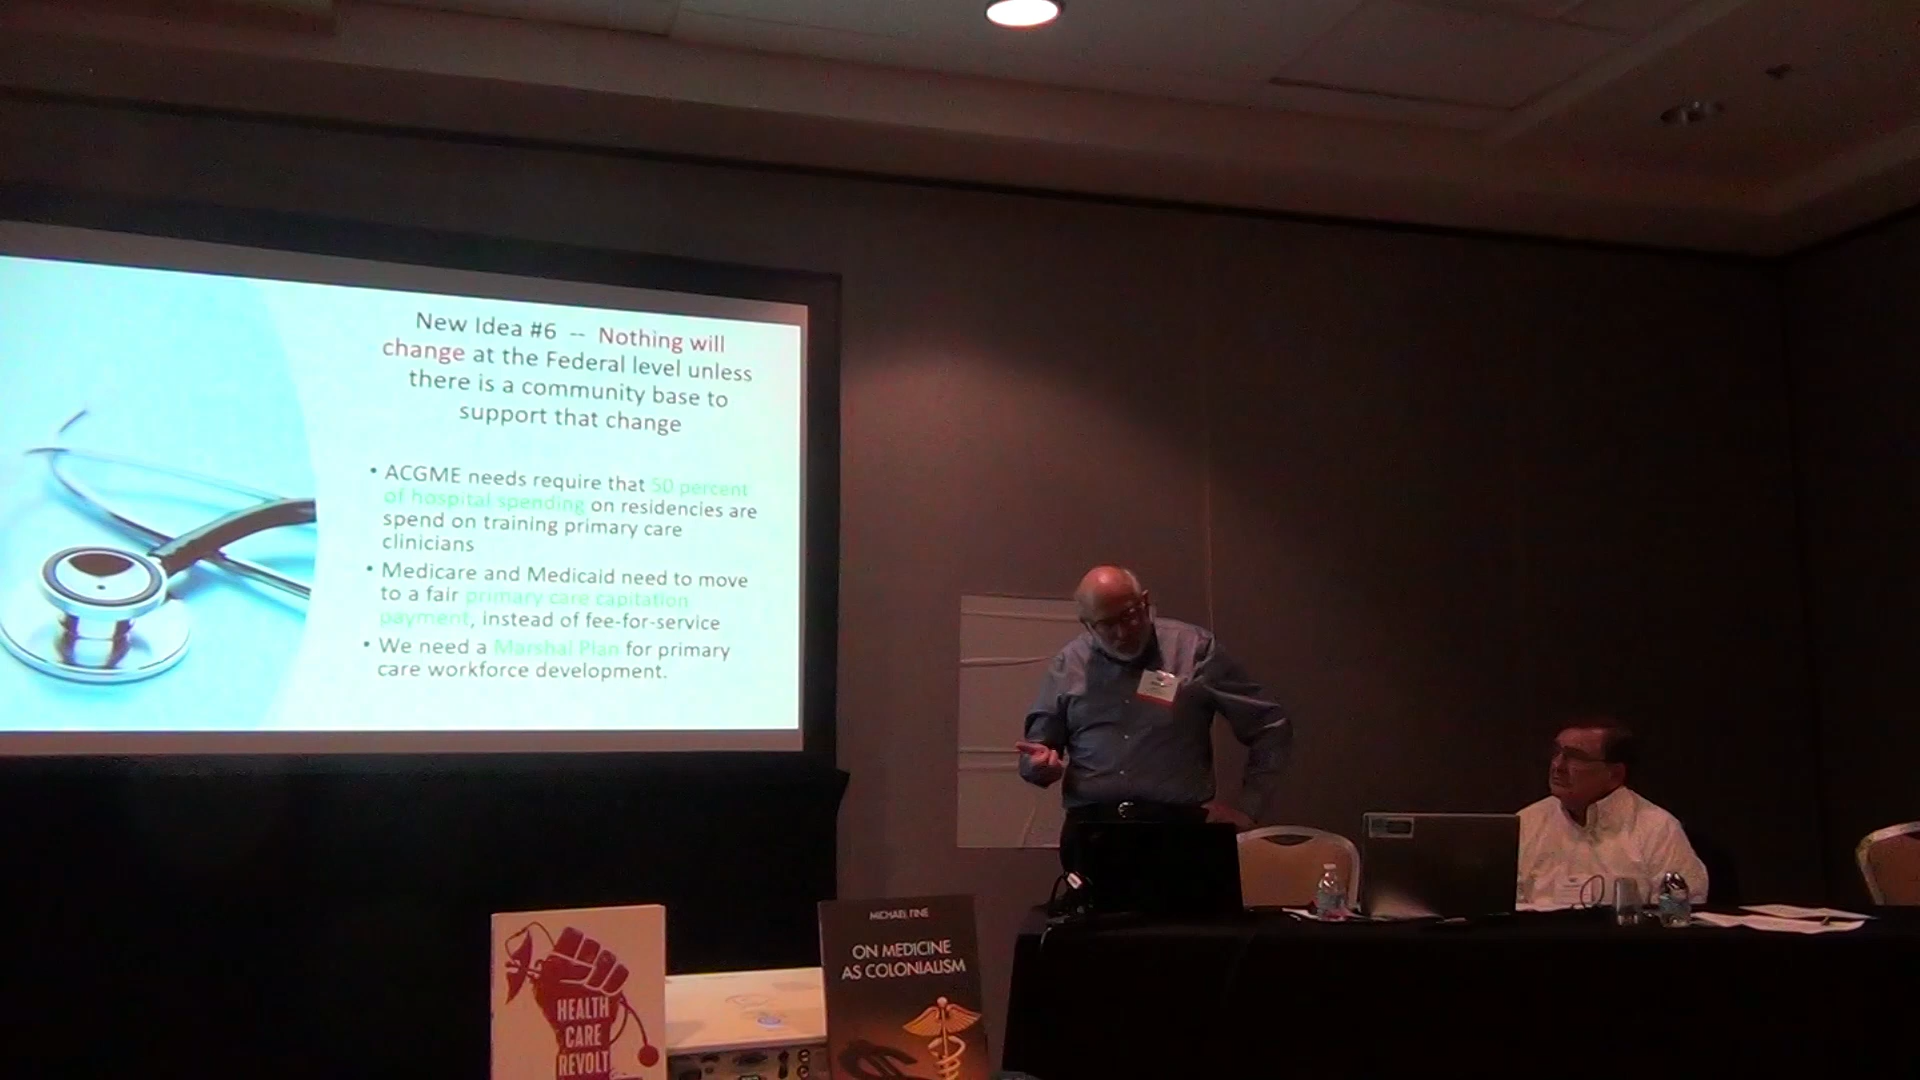 New Idea #6 -- Nothing will
change at the Federal level unless
there is a community base to
support that change
• ACGME needs require that 50 percent
of hospital spending on residencies are
spend on training primary care
clinicians
• Medicare and Medicaid need to move
to a fair primary care capitation
payment, instead of fee-for-service
• We need a Marshal Plan for primary
care workforce development.
HEALTH
CARE
REVOLT
MICHAEL FINE
ON MEDICINE
AS COLONIALISM